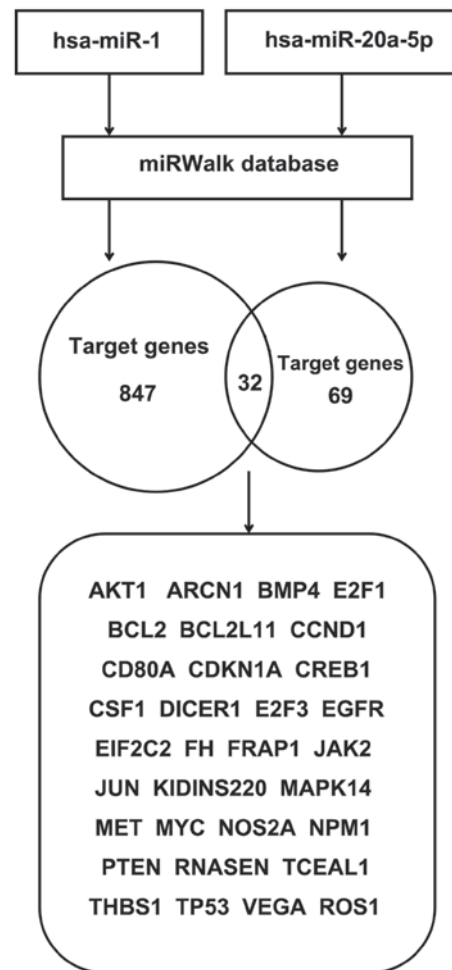 hsa-miR-1 hsa-miR-20a-5p
miRWalk database
Target genes Target genes
847 32 69
AKT1 ARCN1 BMP4 E2F1
BCL2 BCL2L11 CCND1
CD80A CDKN1A CREB1
CSF1 DICER1 E2F3 EGFR
EIF2C2 FH FRAP1 JAK2
JUN KIDINS220 MAPK14
MET MYC NOS2A NPM1
PTEN RNASEN TCEAL1
THBS1 TP53 VEGA ROS1